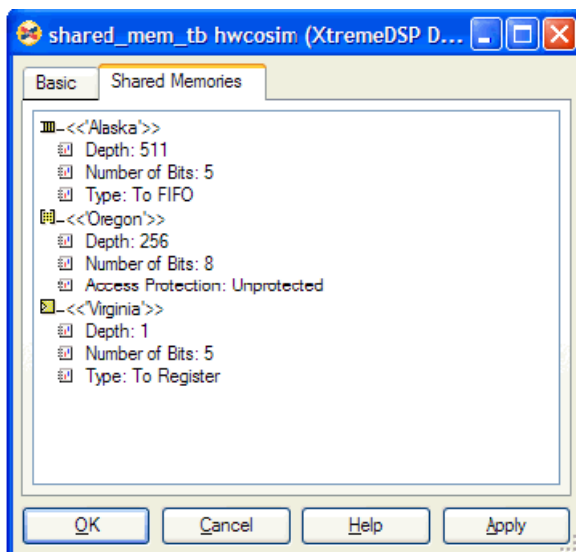 shared_mem_tb hwcosim (XtremeDSP D...
Basic Shared Memories
<<'Alaska'>>
Depth: 511
Number of Bits: 5
Type: To FIFO
<<'Oregon'>>
Depth: 256
Number of Bits: 8
Access Protection: Unprotected
<<'Virginia'>>
Depth: 1
Number of Bits: 5
Type: To Register
OK Cancel Help Apply